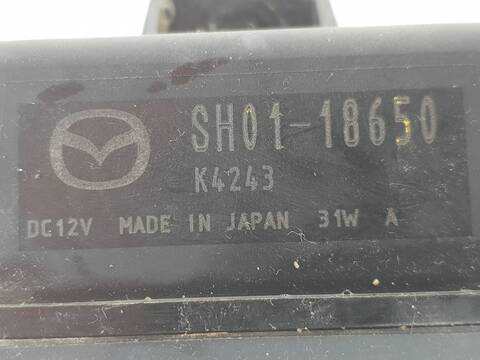 SH01-18650
K4243
DC12V MADE IN JAPAN 31W A